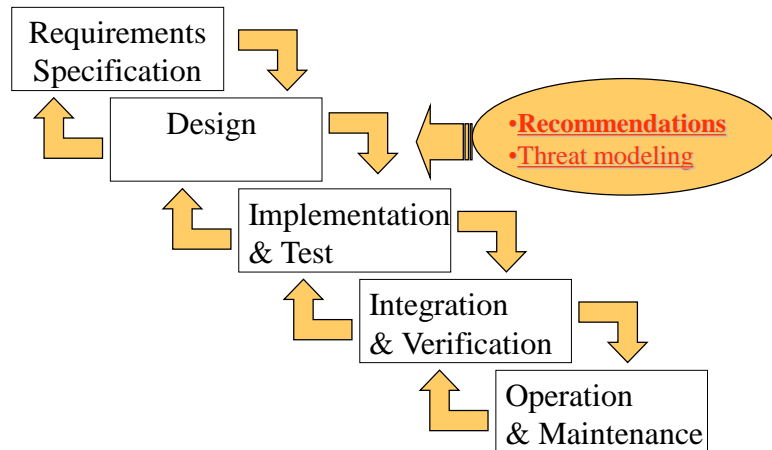 Requirements
Specification
Design
•Recommendations
•Threat modeling
Implementation
& Test
Integration
& Verification
Operation
& Maintenance